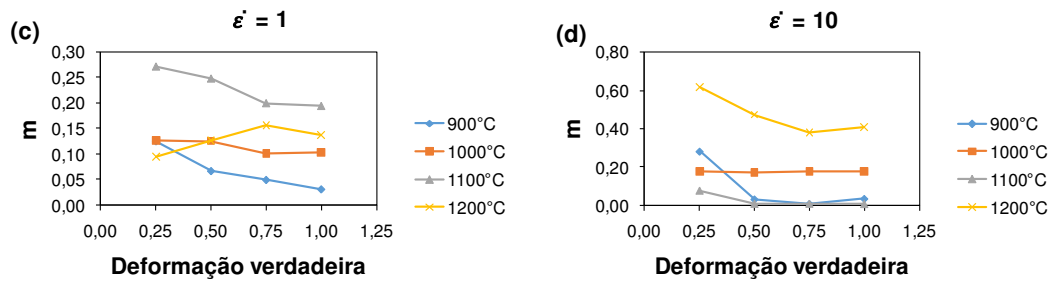 (c)
ε̇ = 1
0,30
0,25
0,20
0,15
0,10
0,05
0,00
m
0,00 0,25 0,50 0,75 1,00 1,25
Deformação verdadeira
900°C
1000°C
1100°C
1200°C
(d)
ε̇ = 10
0,80
0,60
0,40
0,20
0,00
m
0,00 0,25 0,50 0,75 1,00 1,25
Deformação verdadeira
900°C
1000°C
1100°C
1200°C